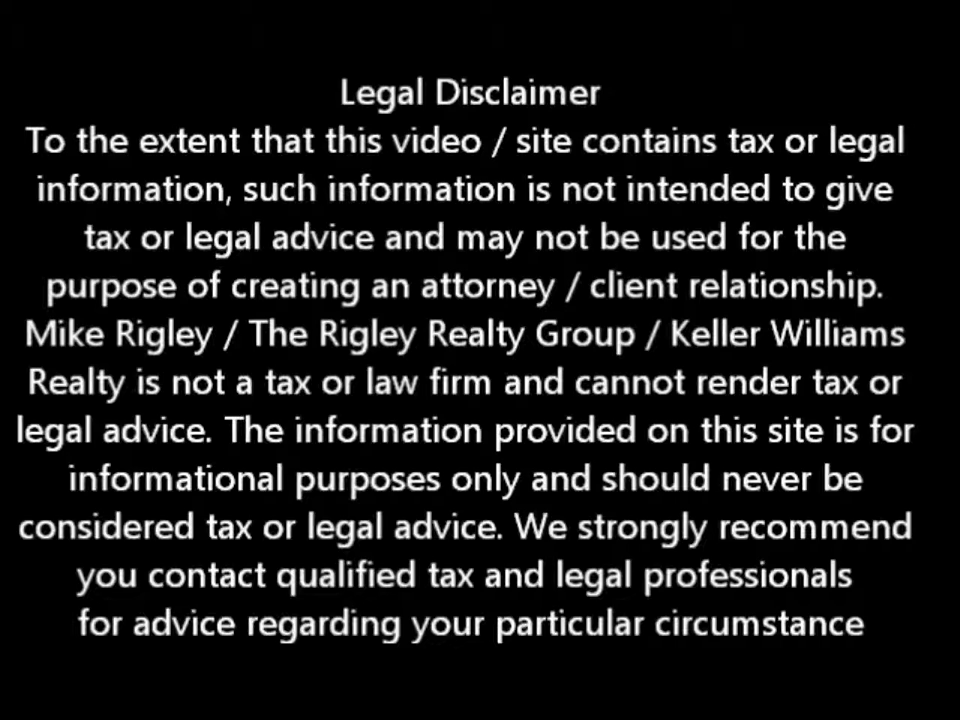 Legal Disclaimer
To the extent that this video / site contains tax or legal
information, such information is not intended to give
tax or legal advice and may not be used for the
purpose of creating an attorney / client relationship.
Mike Rigley / The Rigley Realty Group / Keller Williams
Realty is not a tax or law firm and cannot render tax or
legal advice. The information provided on this site is for
informational purposes only and should never be
considered tax or legal advice. We strongly recommend
you contact qualified tax and legal professionals
for advice regarding your particular circumstance